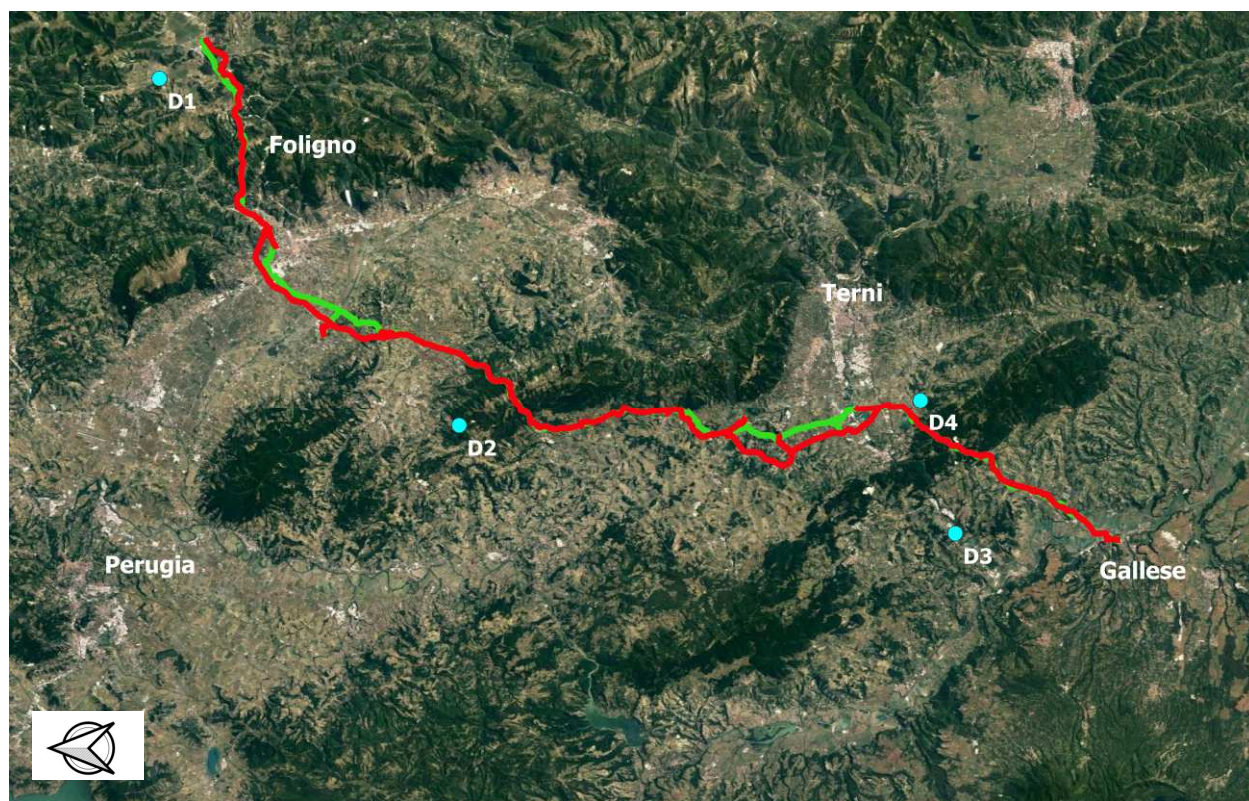 D1
Foligno
Terni
D4
D2
D3
Perugia
Gallese